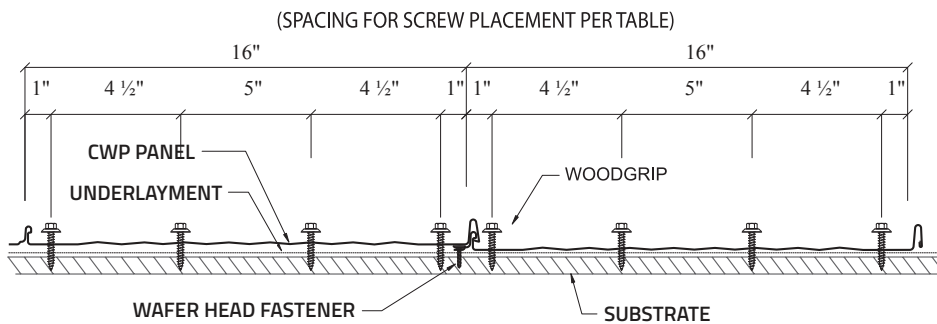 (SPACING FOR SCREW PLACEMENT PER TABLE)
16" 16"
1" 4 ½" 5" 4 ½" 1" 1" 4 ½" 5" 4 ½" 1"
CWP PANEL
WOODGRIP
UNDERLAYMENT
WAFER HEAD FASTENER
SUBSTRATE